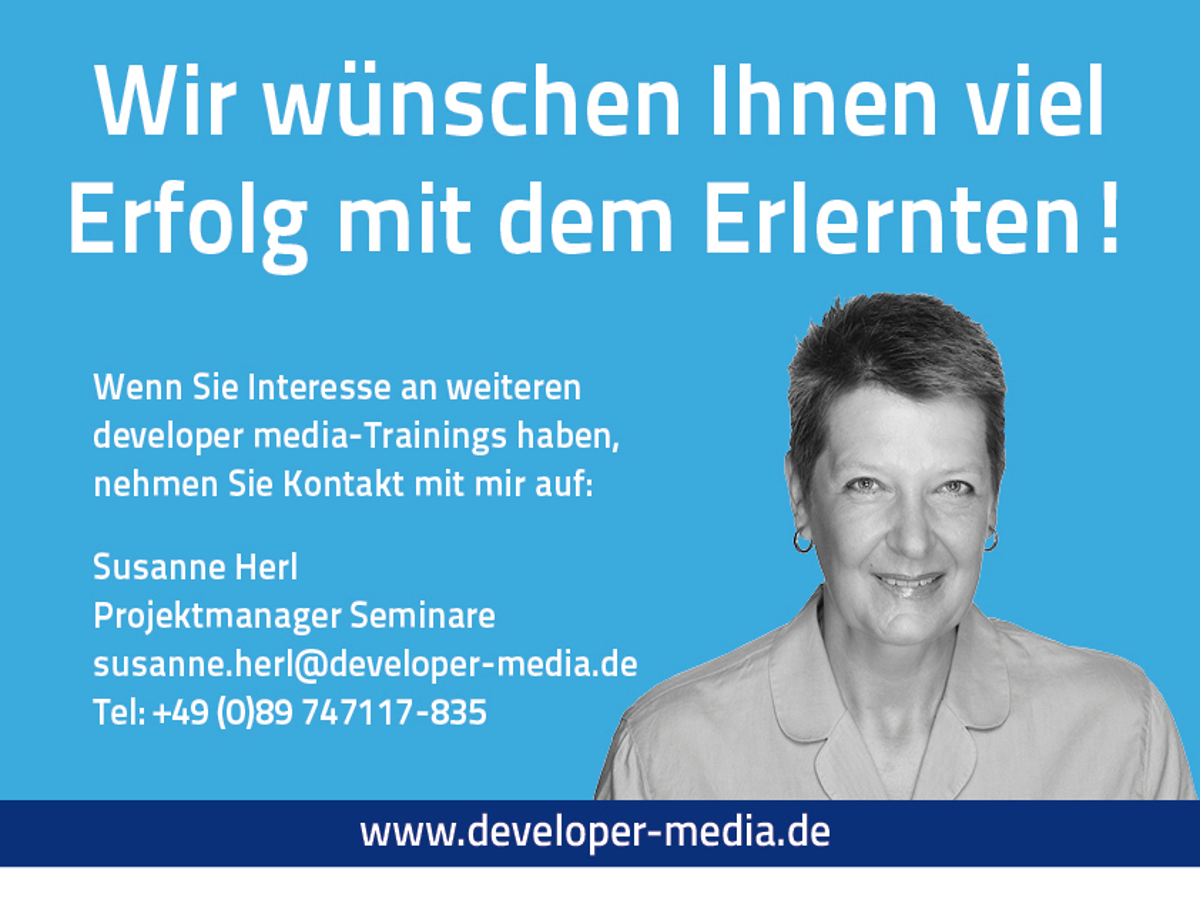 Wir wünschen Ihnen viel
Erfolg mit dem Erlernten !
Wenn Sie Interesse an weiteren
developer media-Trainings haben,
nehmen Sie Kontakt mit mir auf:
Susanne Herl
Projektmanager Seminare
susanne.herl@developer-media.de
Tel: +49 (0)89 747117-835
www.developer-media.de